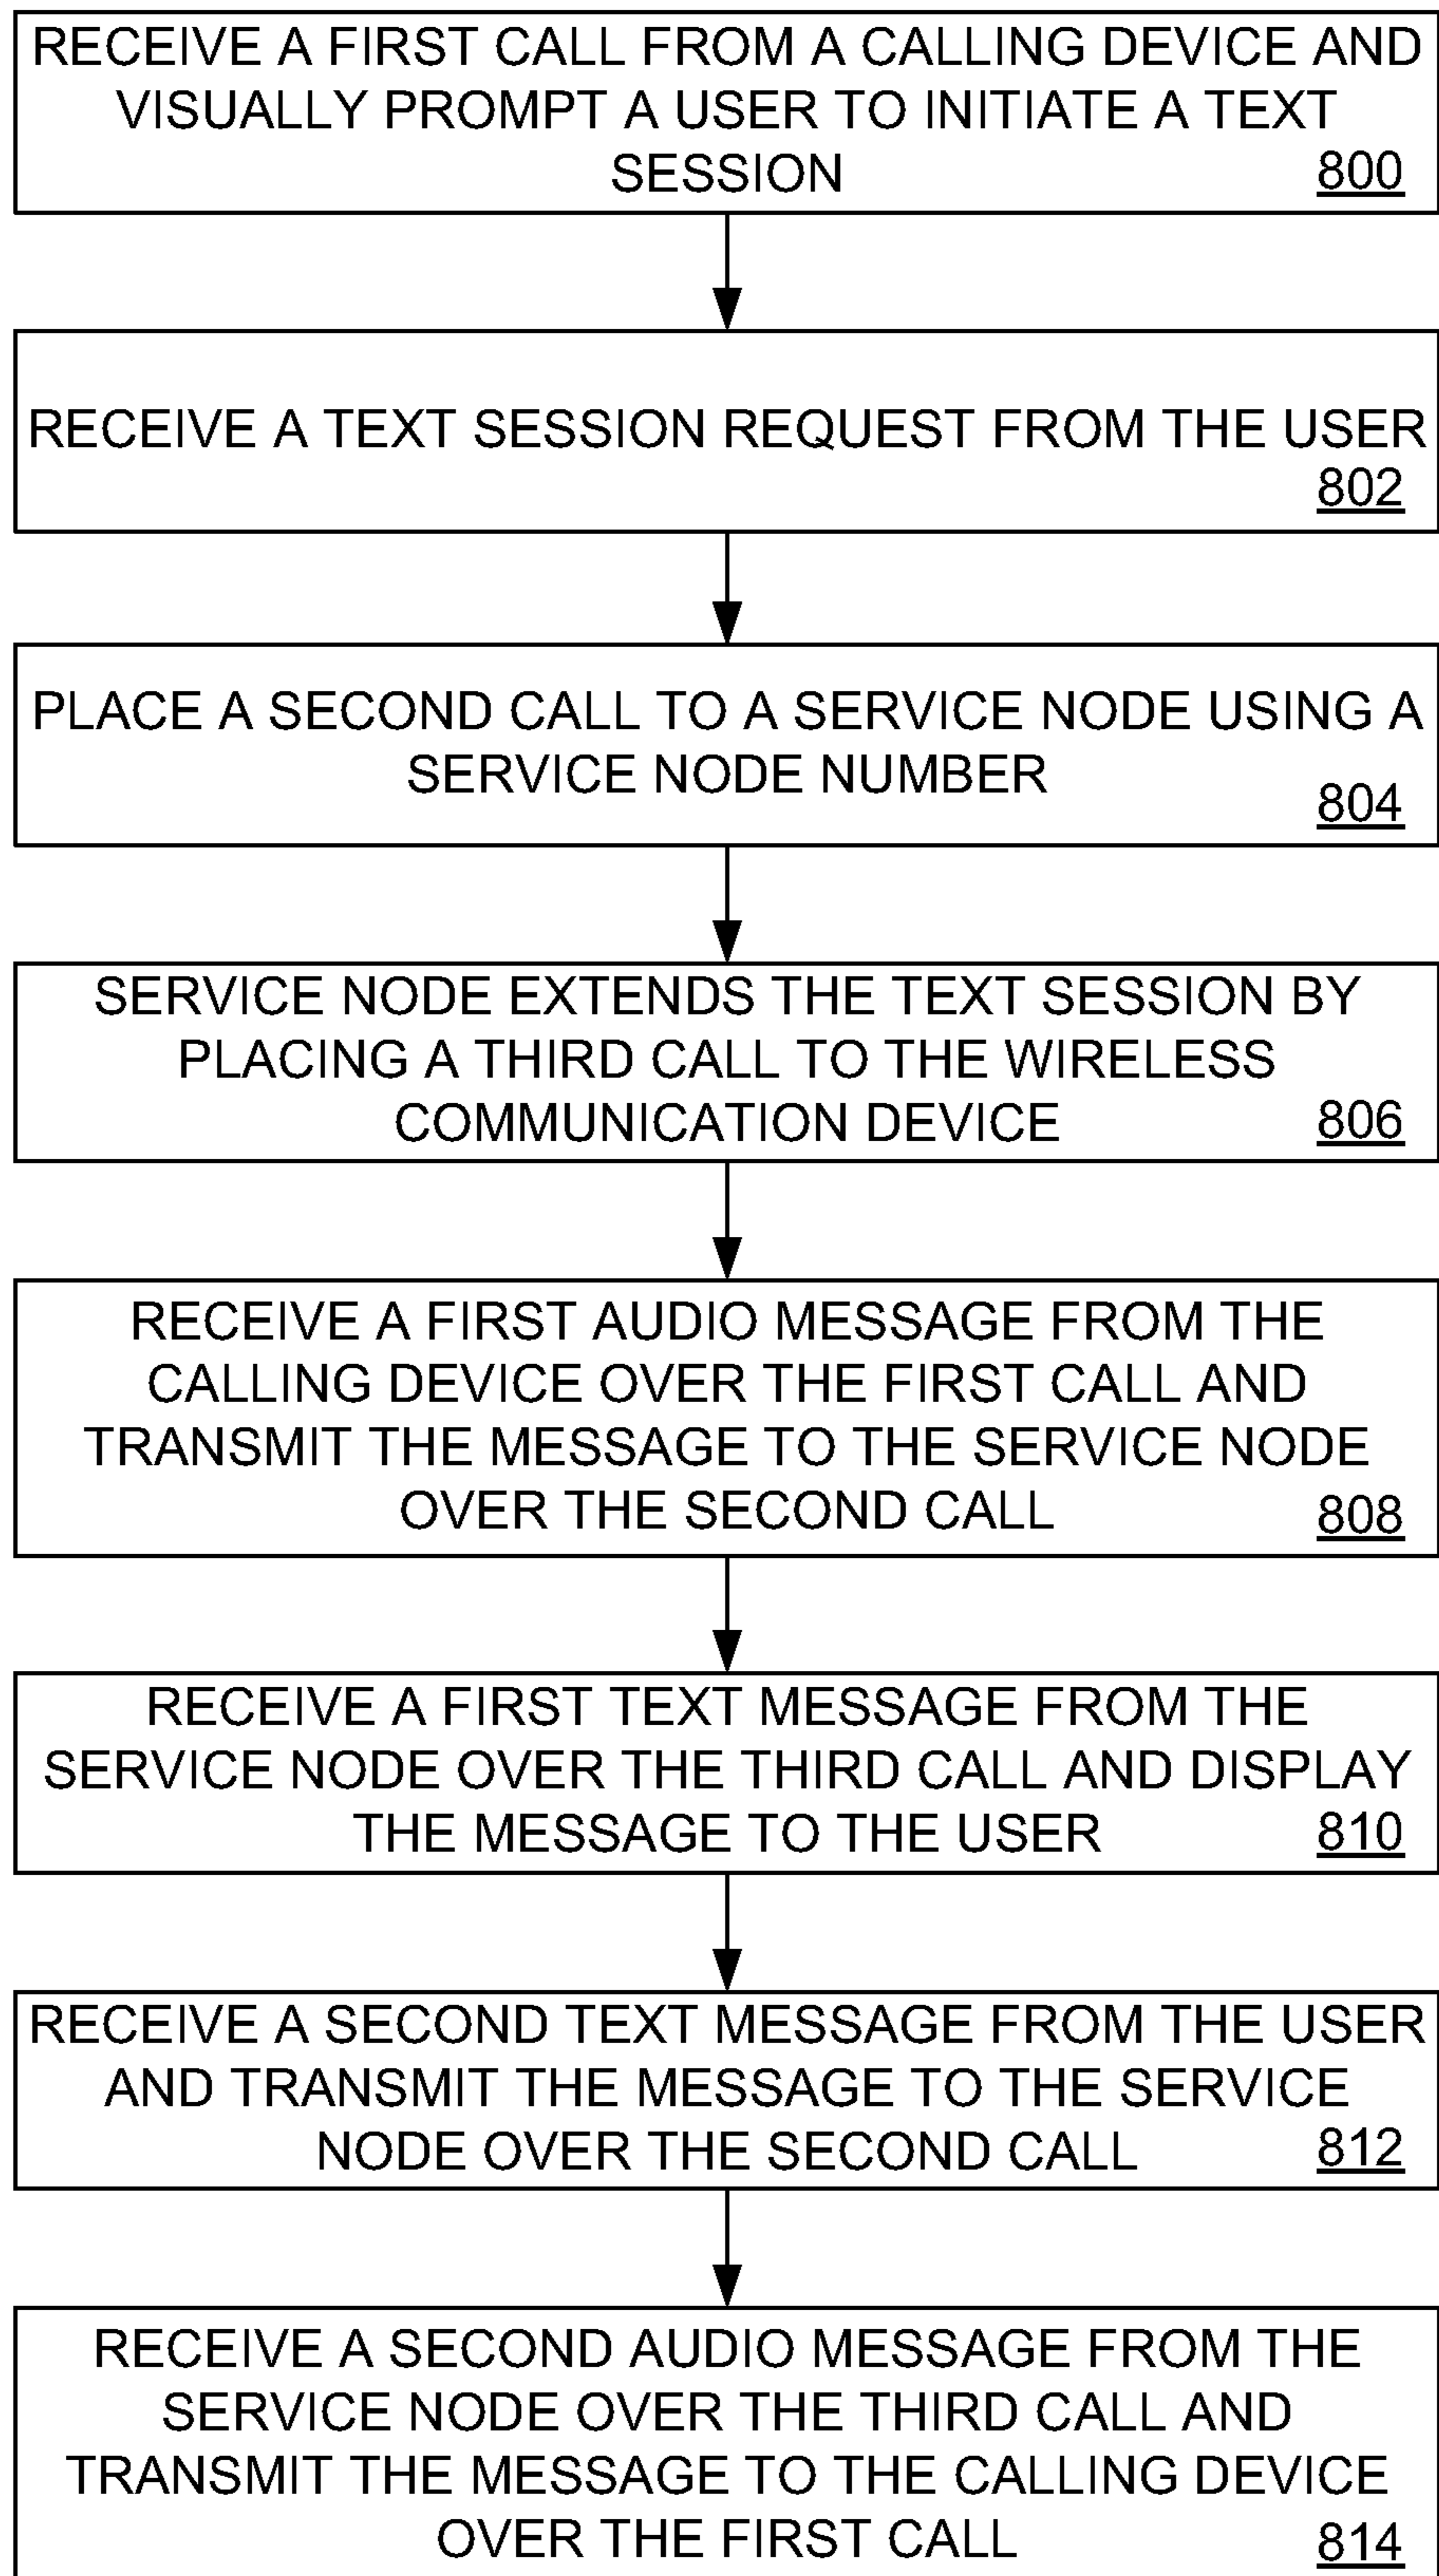 RECEIVE A FIRST CALL FROM A CALLING DEVICE AND
VISUALLY PROMPT A USER TO INITIATE A TEXT
SESSION
800
RECEIVE A TEXT SESSION REQUEST FROM THE USER
802
PLACE A SECOND CALL TO A SERVICE NODE USING A
SERVICE NODE NUMBER
804
SERVICE NODE EXTENDS THE TEXT SESSION BY
PLACING A THIRD CALL TO THE WIRELESS
COMMUNICATION DEVICE
806
RECEIVE A FIRST AUDIO MESSAGE FROM THE
CALLING DEVICE OVER THE FIRST CALL AND
TRANSMIT THE MESSAGE TO THE SERVICE NODE
OVER THE SECOND CALL
808
RECEIVE A FIRST TEXT MESSAGE FROM THE
SERVICE NODE OVER THE THIRD CALL AND DISPLAY
THE MESSAGE TO THE USER
810
RECEIVE A SECOND TEXT MESSAGE FROM THE USER
AND TRANSMIT THE MESSAGE TO THE SERVICE
NODE OVER THE SECOND CALL
812
RECEIVE A SECOND AUDIO MESSAGE FROM THE
SERVICE NODE OVER THE THIRD CALL AND
TRANSMIT THE MESSAGE TO THE CALLING DEVICE
OVER THE FIRST CALL
814